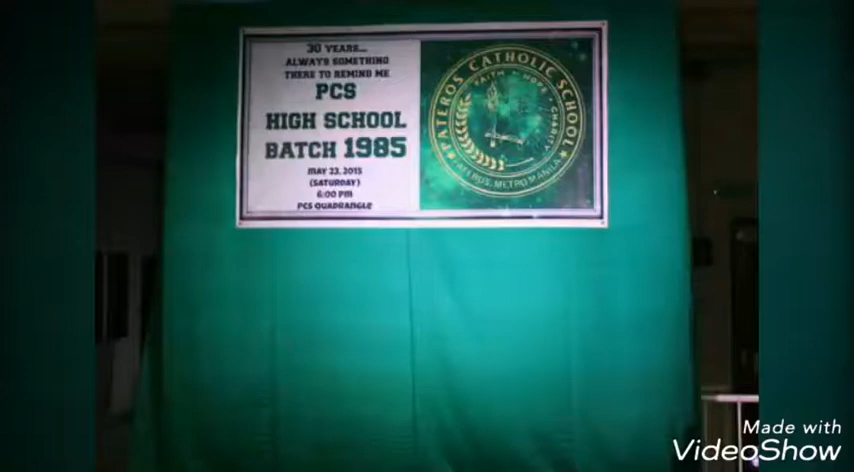 30 YEARS...
ALWAYS SOMETHING
THERE TO REMIND ME
PCS
HIGH SCHOOL
BATCH 1985
MAY 23, 2015
(SATURDAY)
6:00 PM
PCS QUADRANGLE
PATEROS CATHOLIC SCHOOL
FAITH • HOPE • CHARITY
PATEROS, METRO MANILA
Made with
VideoShow